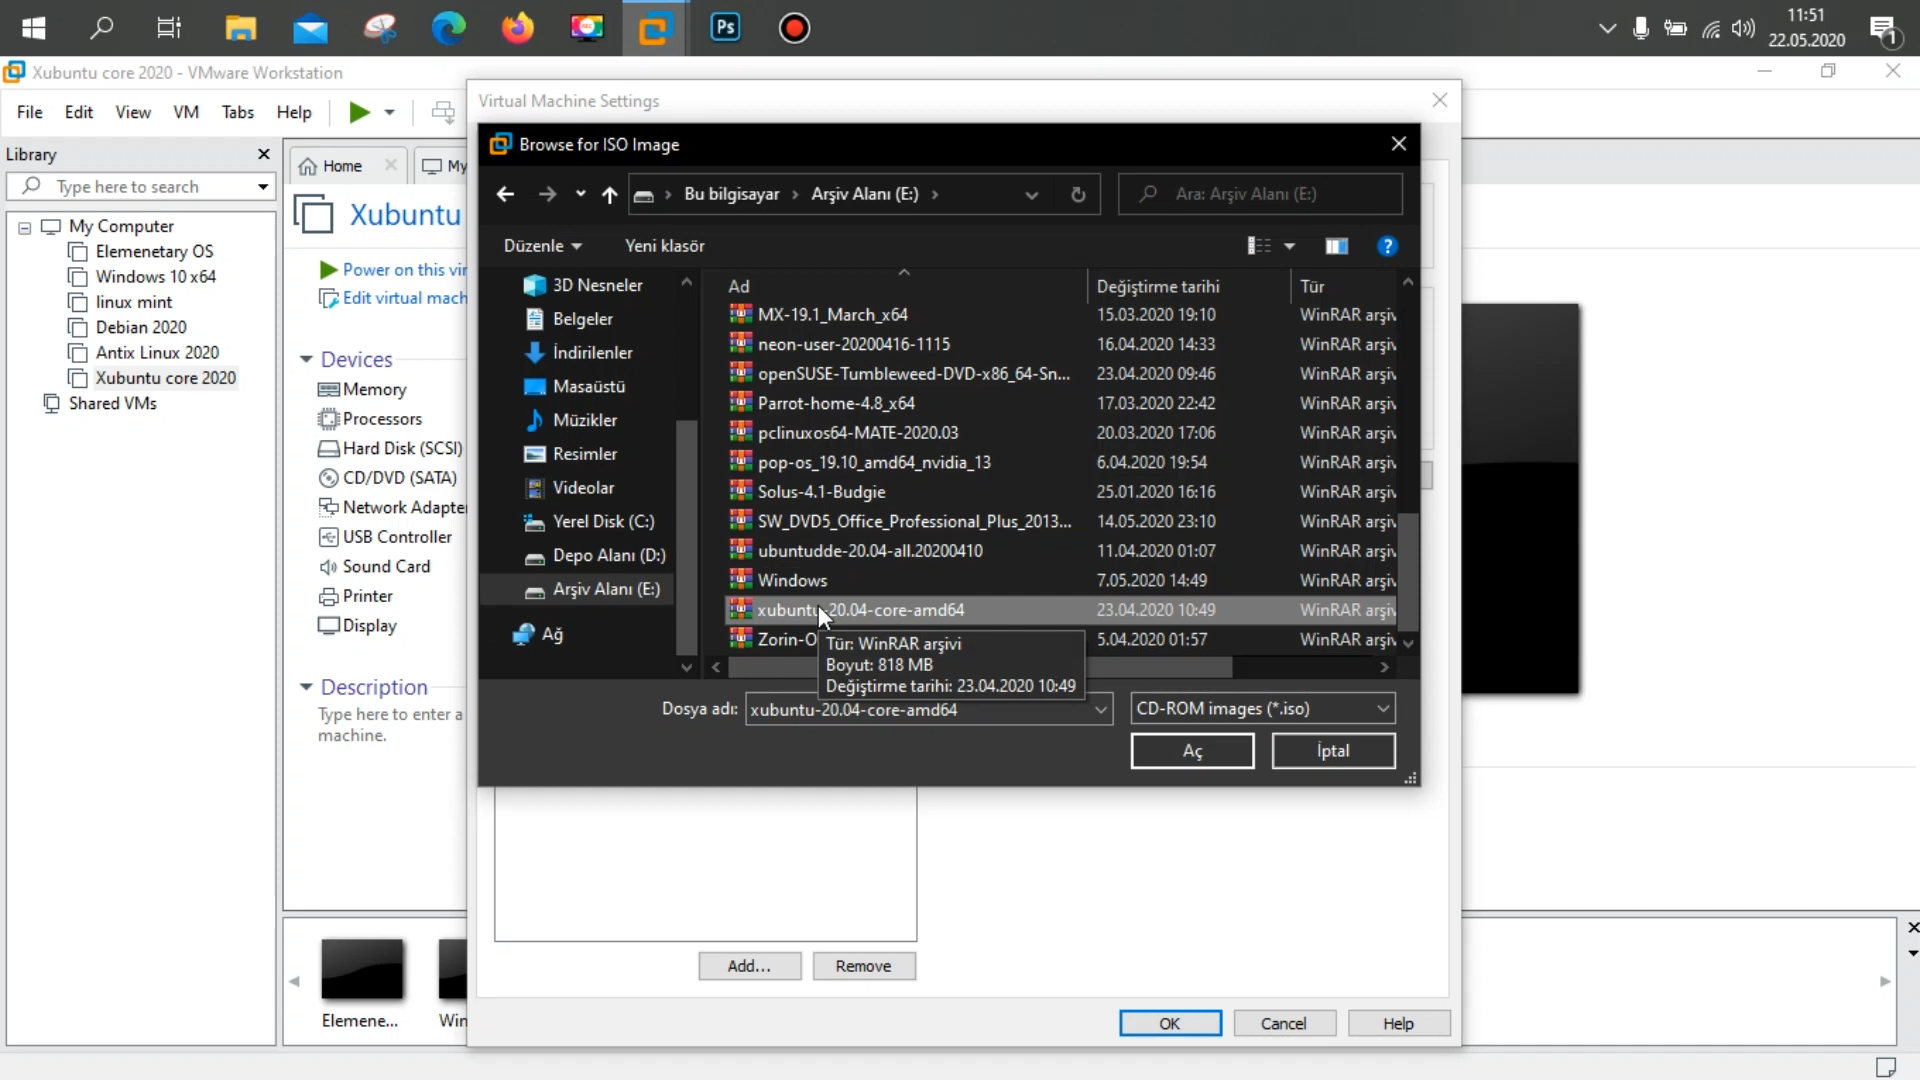 Ps
11:51
22.05.2020
1
Xubuntu core 2020 - VMware Workstation
File Edit View VM Tabs Help
Library
Type here to search
My Computer
Elemenetary OS
Windows 10 x64
linux mint
Debian 2020
Antix Linux 2020
Xubuntu core 2020
Shared VMs
Home
My
Xubuntu
Power on this vir
Edit virtual mach
Devices
Memory
Processors
Hard Disk (SCSI)
CD/DVD (SATA)
Network Adapte
USB Controller
Sound Card
Printer
Display
Description
Type here to enter a
machine.
Elemene...
Win
Virtual Machine Settings
Browse for ISO Image
Bu bilgisayar > Arşiv Alanı (E:) >
Ara: Arşiv Alanı (E:)
Düzenle Yeni klasör
3D Nesneler
Belgeler
İndirilenler
Masaüstü
Müzikler
Resimler
Videolar
Yerel Disk (C:)
Depo Alanı (D:)
Arşiv Alanı (E:)
Ağ
Ad Değiştirme tarihi Tür
MX-19.1_March_x64 15.03.2020 19:10 WinRAR arşiv
neon-user-20200416-1115 16.04.2020 14:33 WinRAR arşiv
openSUSE-Tumbleweed-DVD-x86_64-Sn... 23.04.2020 09:46 WinRAR arşiv
Parrot-home-4.8_x64 17.03.2020 22:42 WinRAR arşiv
pclinuxos64-MATE-2020.03 20.03.2020 17:06 WinRAR arşiv
pop-os_19.10_amd64_nvidia_13 6.04.2020 19:54 WinRAR arşiv
Solus-4.1-Budgie 25.01.2020 16:16 WinRAR arşiv
SW_DVD5_Office_Professional_Plus_2013... 14.05.2020 23:10 WinRAR arşiv
ubuntudde-20.04-all.20200410 11.04.2020 01:07 WinRAR arşiv
Windows 7.05.2020 14:49 WinRAR arşiv
xubuntu-20.04-core-amd64 23.04.2020 10:49 WinRAR arşiv
Zorin-O 5.04.2020 01:57 WinRAR arşiv
Tür: WinRAR arşivi
Boyut: 818 MB
Değiştirme tarihi: 23.04.2020 10:49
Dosya adı: xubuntu-20.04-core-amd64
CD-ROM images (*.iso)
Aç İptal
Add... Remove
OK Cancel Help